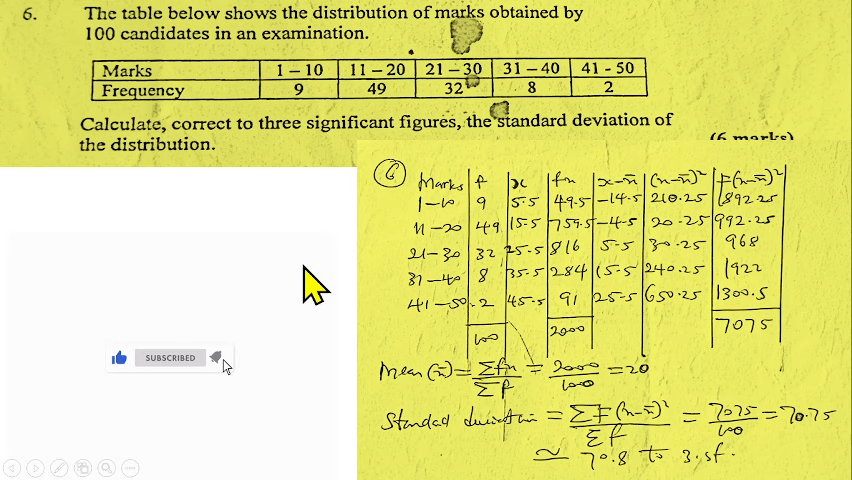 6. The table below shows the distribution of marks obtained by
100 candidates in an examination.
Marks 1 – 10 11 – 20 21 – 30 31 – 40 41 - 50
Frequency 9 49 32 8 2
Calculate, correct to three significant figures, the standard deviation of
the distribution. (6 marks)
6 Marks f x fx x-x̄ (x-x̄)² F(x-x̄)²
1-10 9 5.5 49.5 -14.5 210.25 1892.25
11-20 49 15.5 759.5 -4.5 20.25 992.25
21-30 32 25.5 816 5.5 30.25 968
31-40 8 35.5 284 15.5 240.25 1922
41-50 2 45.5 91 25.5 650.25 1300.5
100 2000 7075
Mean (x̄) = Σfx/Σf = 2000/100 = 20
Standard deviation = ΣF(x-x̄)²/Σf = 7075/100 = 70.75
≃ 70.8 to 3.sf.
SUBSCRIBED